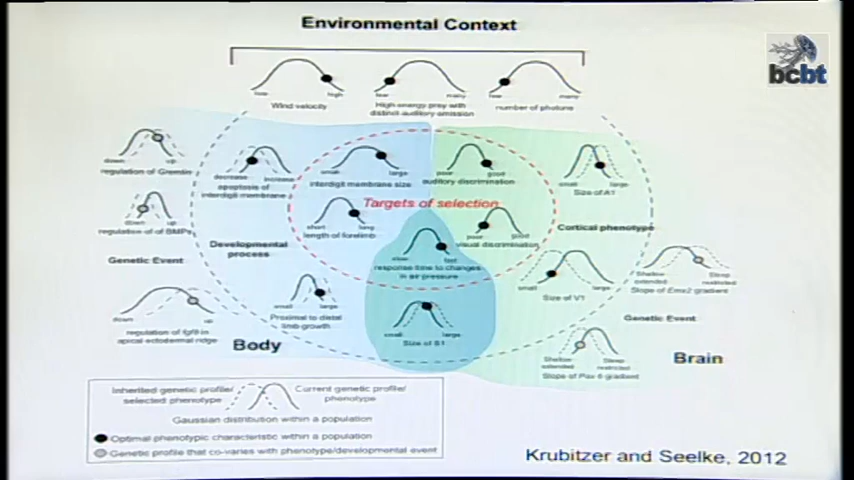 Environmental Context
bcbt
low high
Wind velocity
few many
High-energy prey with
distinct auditory emission
few many
number of photons
down up
regulation of Gremlin
decrease increase
apoptosis of
interdigit membrane
small large
interdigit membrane size
poor good
auditory discrimination
small large
Size of A1
Targets of selection
down up
regulation of of BMPs
short long
length of forelimb
poor good
visual discrimination
Cortical phenotype
Developmental
process
Genetic Event
slow fast
response time to changes
in air pressure
small large
Size of V1
Shallow extended Steep restricted
Slope of Emx2 gradient
down up
regulation of fgf8 in
apical ectodermal ridge
small large
Proximal to distal
limb growth
small large
Size of S1
Genetic Event
Body
Brain
Shallow extended Steep restricted
Slope of Pax 6 gradient
Inherited genetic profile/
selected phenotype
Current genetic profile/
phenotype
Gaussian distribution within a population
Optimal phenotypic characteristic within a population
Genetic profile that co-varies with phenotype/developmental event
Krubitzer and Seelke, 2012